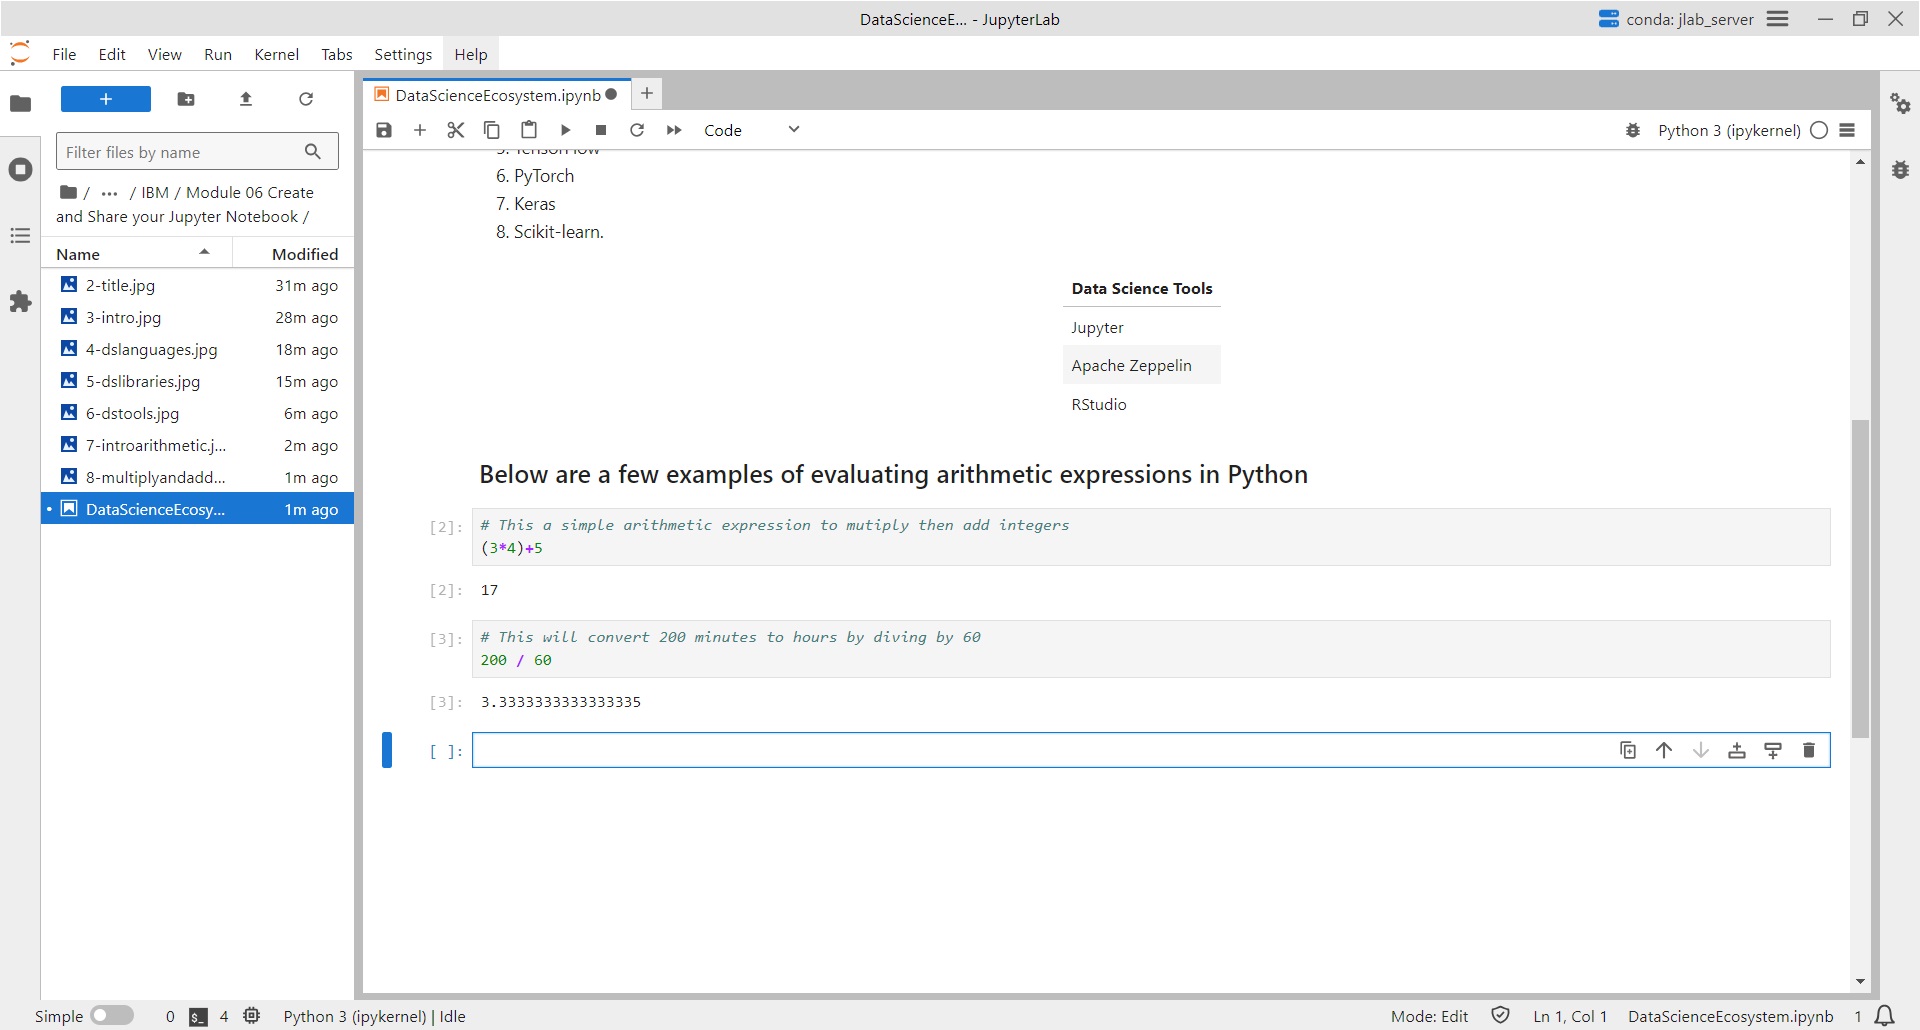 DataScienceE... - JupyterLab
conda: jlab_server
File Edit View Run Kernel Tabs Settings Help
+
Filter files by name
/ ... / IBM / Module 06 Create
and Share your Jupyter Notebook /
Name Modified
2-title.jpg 31m ago
3-intro.jpg 28m ago
4-dslanguages.jpg 18m ago
5-dslibraries.jpg 15m ago
6-dstools.jpg 6m ago
7-introarithmetic.j... 2m ago
8-multiplyandadd... 1m ago
DataScienceEcosy... 1m ago
DataScienceEcosystem.ipynb
Code
Python 3 (ipykernel)
5. TensorFlow
6. PyTorch
7. Keras
8. Scikit-learn.
Data Science Tools
Jupyter
Apache Zeppelin
RStudio
Below are a few examples of evaluating arithmetic expressions in Python
[2]: # This a simple arithmetic expression to mutiply then add integers
(3*4)+5
[2]: 17
[3]: # This will convert 200 minutes to hours by diving by 60
200 / 60
[3]: 3.3333333333333335
[ ]:
Simple 0 $_ 4 Python 3 (ipykernel) | Idle
Mode: Edit Ln 1, Col 1 DataScienceEcosystem.ipynb 1